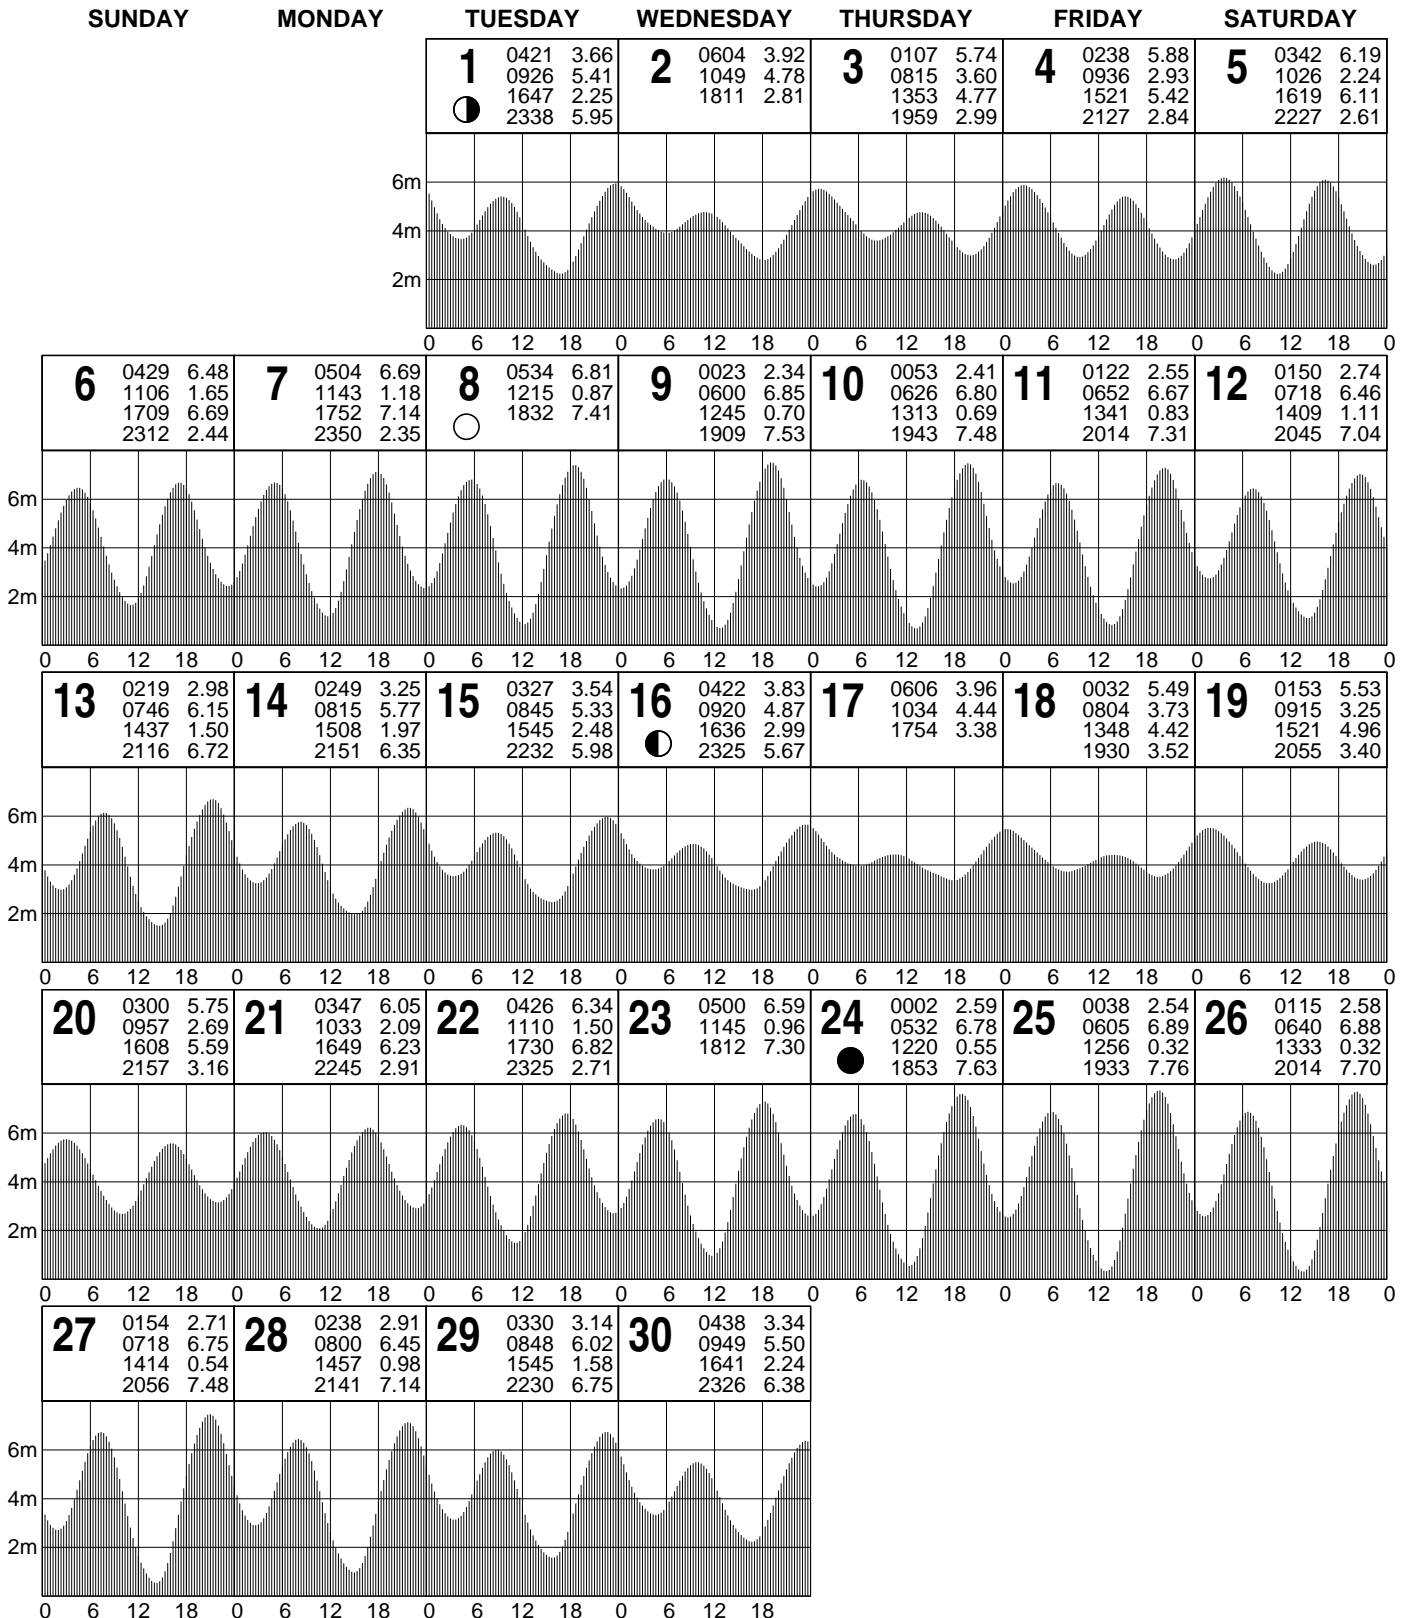 SUNDAY MONDAY TUESDAY WEDNESDAY THURSDAY FRIDAY SATURDAY
1 0421 3.66 2 0604 3.92 3 0107 5.74 4 0238 5.88 5 0342 6.19
0926 5.41 1049 4.78 0815 3.60 0936 2.93 1026 2.24
1647 2.25 1811 2.81 1353 4.77 1521 5.42 1619 6.11
2338 5.95 1959 2.99 2127 2.84 2227 2.61
6m
4m
2m
0 6 12 18 0 6 12 18 0 6 12 18 0 6 12 18 0 6 12 18 0
6 0429 6.48 7 0504 6.69 8 0534 6.81 9 0023 2.34 10 0053 2.41 11 0122 2.55 12 0150 2.74
1106 1.65 1143 1.18 1215 0.87 0600 6.85 0626 6.80 0652 6.67 0718 6.46
1709 6.69 1752 7.14 1832 7.41 1245 0.70 1313 0.69 1341 0.83 1409 1.11
2312 2.44 2350 2.35 1909 7.53 1943 7.48 2014 7.31 2045 7.04
6m
4m
2m
0 6 12 18 0 6 12 18 0 6 12 18 0 6 12 18 0 6 12 18 0 6 12 18 0 6 12 18 0
13 0219 2.98 14 0249 3.25 15 0327 3.54 16 0422 3.83 17 0606 3.96 18 0032 5.49 19 0153 5.53
0746 6.15 0815 5.77 0845 5.33 0920 4.87 1034 4.44 0804 3.73 0915 3.25
1437 1.50 1508 1.97 1545 2.48 1636 2.99 1754 3.38 1348 4.42 1521 4.96
2116 6.72 2151 6.35 2232 5.98 2325 5.67 1930 3.52 2055 3.40
6m
4m
2m
0 6 12 18 0 6 12 18 0 6 12 18 0 6 12 18 0 6 12 18 0 6 12 18 0 6 12 18 0
20 0300 5.75 21 0347 6.05 22 0426 6.34 23 0500 6.59 24 0002 2.59 25 0038 2.54 26 0115 2.58
0957 2.69 1033 2.09 1110 1.50 1145 0.96 0532 6.78 0605 6.89 0640 6.88
1608 5.59 1649 6.23 1730 6.82 1812 7.30 1220 0.55 1256 0.32 1333 0.32
2157 3.16 2245 2.91 2325 2.71 1853 7.63 1933 7.76 2014 7.70
6m
4m
2m
0 6 12 18 0 6 12 18 0 6 12 18 0 6 12 18 0 6 12 18 0 6 12 18 0 6 12 18 0
27 0154 2.71 28 0238 2.91 29 0330 3.14 30 0438 3.34
0718 6.75 0800 6.45 0848 6.02 0949 5.50
1414 0.54 1457 0.98 1545 1.58 1641 2.24
2056 7.48 2141 7.14 2230 6.75 2326 6.38
6m
4m
2m
0 6 12 18 0 6 12 18 0 6 12 18 0 6 12 18